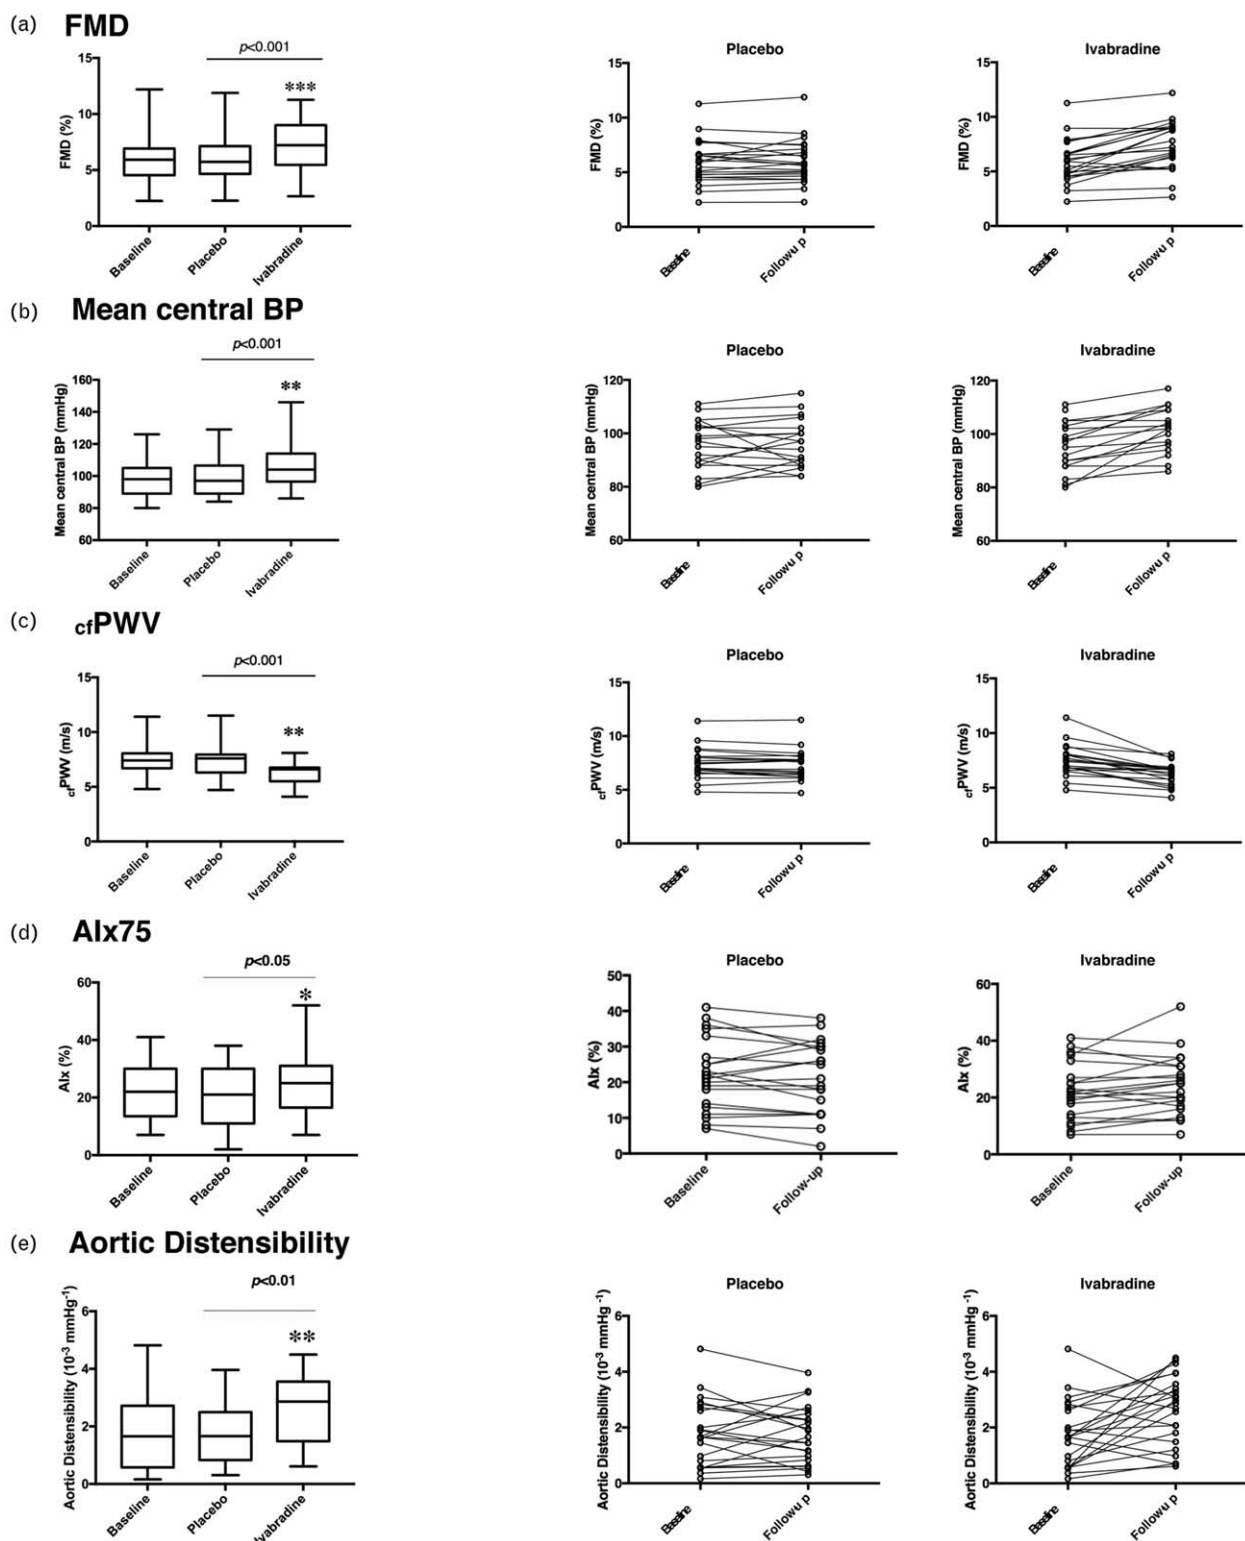 (a) FMD
p<0.001
***
FMD (%)
15
10
5
0
Baseline
Placebo
Ivabradine
Placebo
FMD (%)
15
10
5
0
Baseline
Followu p
Ivabradine
FMD (%)
15
10
5
0
Baseline
Followu p
(b) Mean central BP
p<0.001
**
Mean central BP (mmHg)
160
140
120
100
80
60
Baseline
Placebo
Ivabradine
Placebo
Mean central BP (mmHg)
120
100
80
60
Baseline
Followu p
Ivabradine
Mean central BP (mmHg)
120
100
80
60
Baseline
Followu p
(c) cfPWV
p<0.001
**
cfPWV (m/s)
15
10
5
0
Baseline
Placebo
Ivabradine
Placebo
cfPWV (m/s)
15
10
5
0
Baseline
Followu p
Ivabradine
cfPWV (m/s)
15
10
5
0
Baseline
Followu p
(d) AIx75
p<0.05
*
AIx (%)
60
40
20
0
Baseline
Placebo
Ivabradine
Placebo
AIx (%)
50
40
30
20
10
0
Baseline
Follow-up
Ivabradine
AIx (%)
60
40
20
0
Baseline
Follow-up
(e) Aortic Distensibility
p<0.01
**
Aortic Distensibility (10⁻³ mmHg⁻¹)
6
4
2
0
Baseline
Placebo
Ivabradine
Placebo
Aortic Distensibility (10⁻³ mmHg⁻¹)
6
4
2
0
Baseline
Followu p
Ivabradine
Aortic Distensibility (10⁻³ mmHg⁻¹)
6
4
2
0
Baseline
Followu p